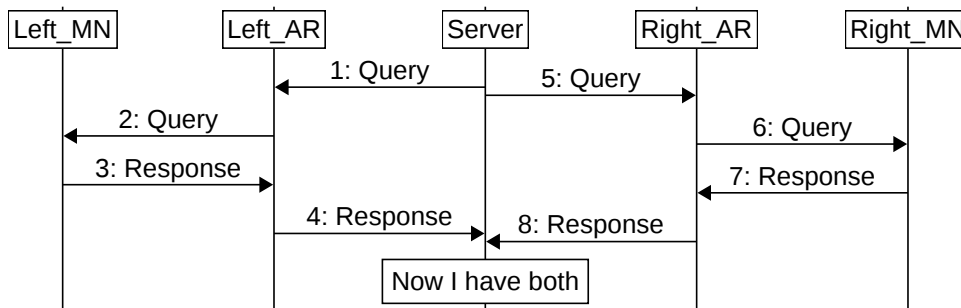 Left_MN
Left_AR
Server
Right_AR
Right_MN
1: Query
5: Query
2: Query
6: Query
3: Response
7: Response
4: Response
8: Response
Now I have both